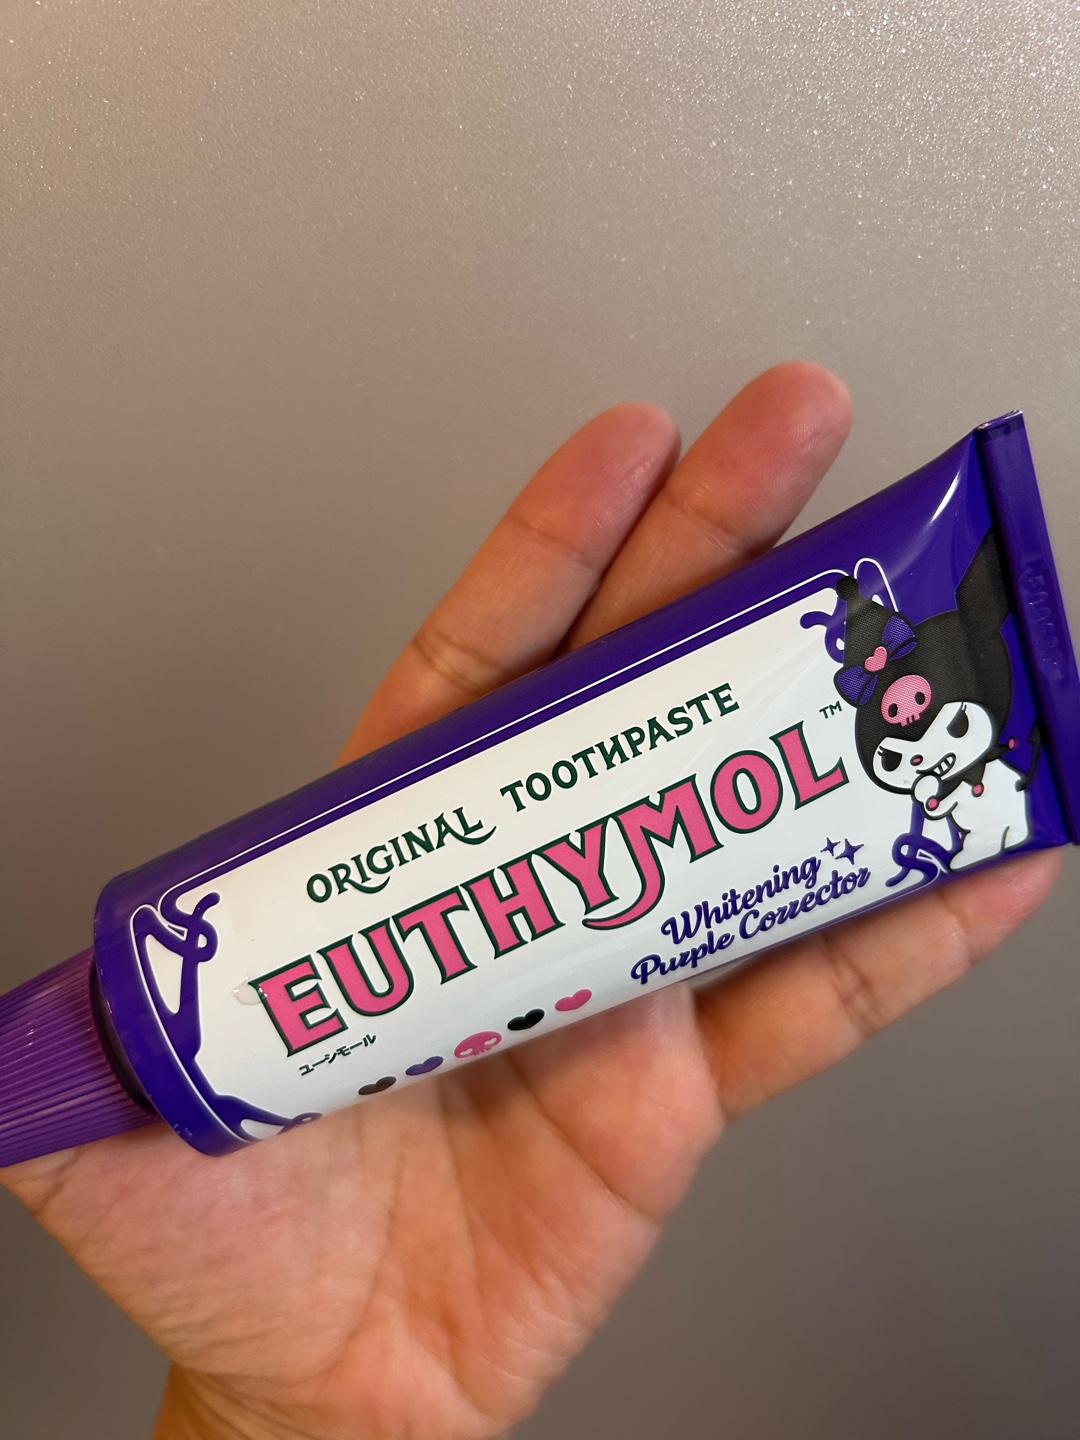 ORIGINAL TOOTHPASTE
EUTHYMOL™
ユーシモール
Whitening
Purple Corrector